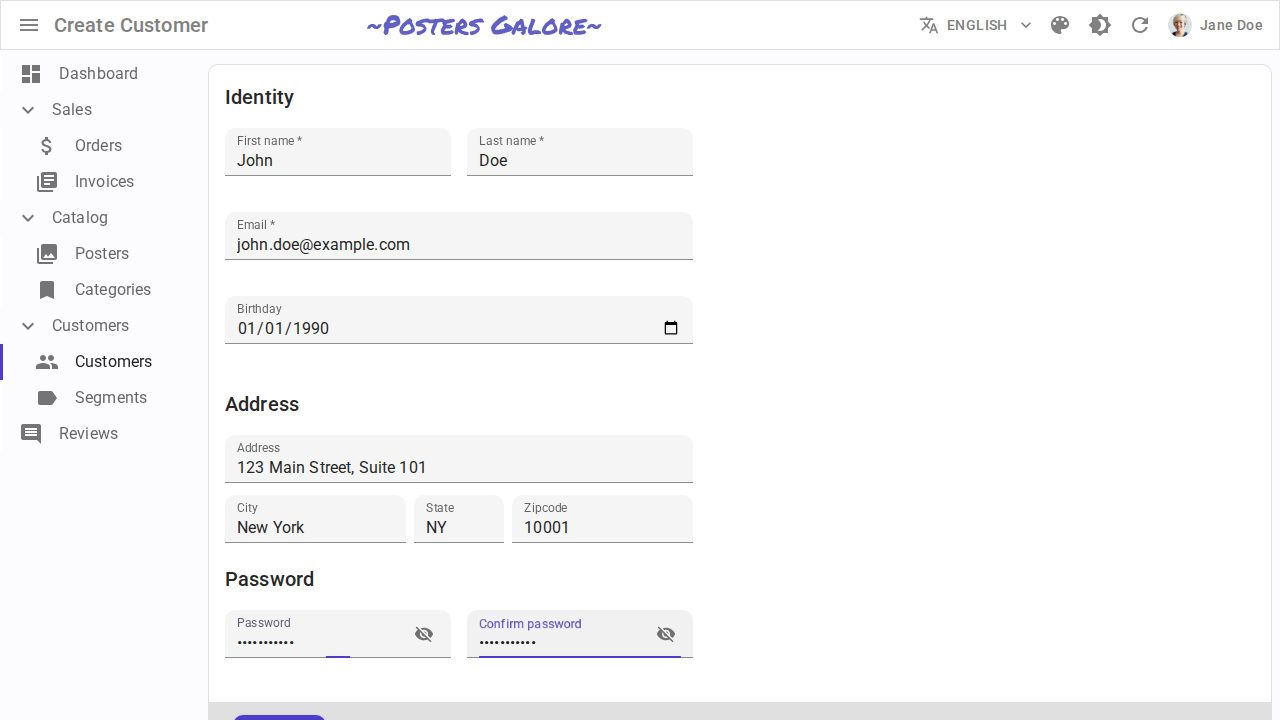 Create Customer
~Posters Galore~
ENGLISH
Jane Doe
Dashboard
Sales
Orders
Invoices
Catalog
Posters
Categories
Customers
Customers
Segments
Reviews
Identity
First name *
John
Last name *
Doe
Email *
john.doe@example.com
Birthday
01/01/1990
Address
Address
123 Main Street, Suite 101
City
New York
State
NY
Zipcode
10001
Password
Password
•••••••••••
Confirm password
•••••••••••